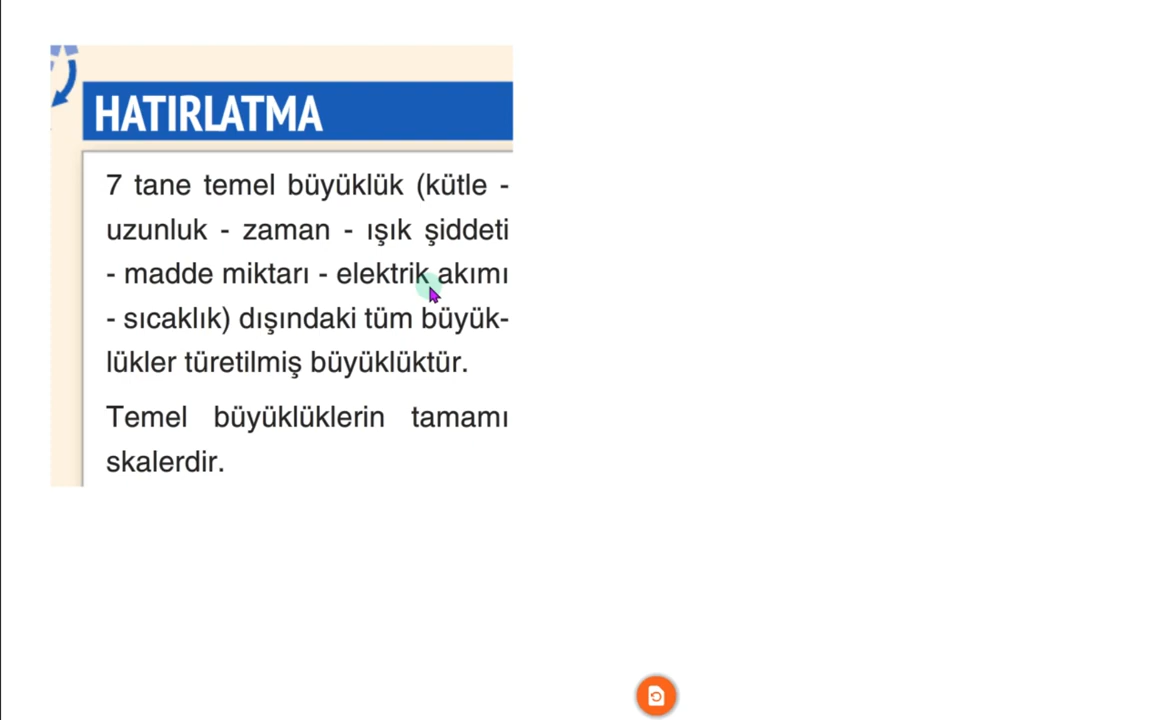 HATIRLATMA
7 tane temel büyüklük (kütle -
uzunluk - zaman - ışık şiddeti
- madde miktarı - elektrik akımı
- sıcaklık) dışındaki tüm büyük-
lükler türetilmiş büyüklüktür.
Temel büyüklüklerin tamamı
skalerdir.